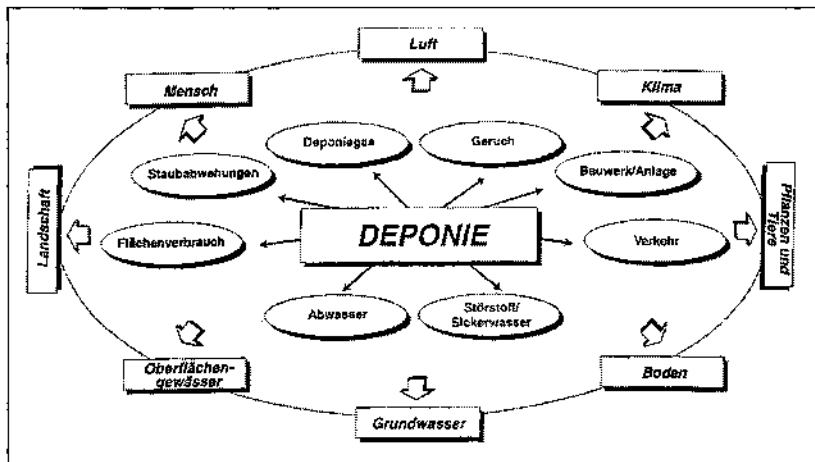 Luft
Mensch
Klima
Deponiegas
Geruch
Staubabwehungen
Bauwerk/Anlage
Landschaft
Pflanzen und
Tiere
DEPONIE
Flächenverbrauch
Verkehr
Abwasser
Störstoff/
Sickerwasser
Oberflächen-
gewässer
Boden
Grundwasser